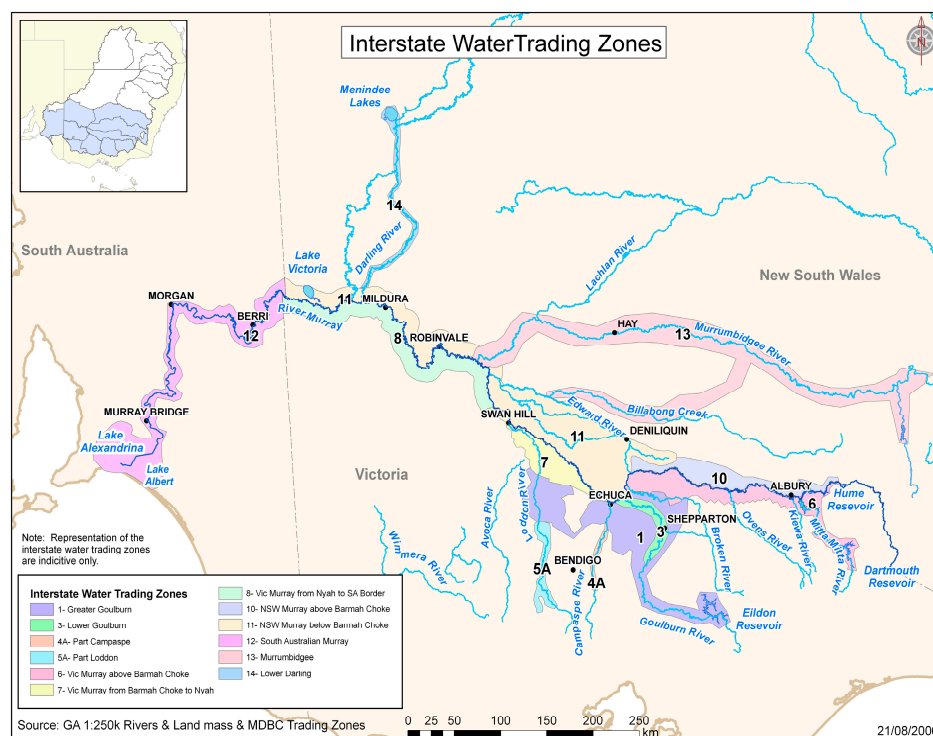 Interstate WaterTrading Zones
N
Menindee
Lakes
14
South Australia
Darling River
Lachlan River
Lake
Victoria
New South Wales
MORGAN
11
MILDURA
BERRI
River Murray
12
8
ROBINVALE
HAY
Murrumbidgee River
13
MURRAY BRIDGE
SWAN HILL
Edward River
Billabong Creek
DENILIQUIN
11
Lake
Alexandrina
Lake
Albert
Victoria
7
10
ALBURY
Hume
Resevoir
6
ECHUCA
Loddon River
Avoca River
SHEPPARTON
3
1
Wimmera River
Broken River
Ovens River
Kiewa River
Mitta Mitta River
Dartmouth
Resevoir
BENDIGO
5A
4A
Campaspe River
Eildon
Resevoir
Goulburn River
Note: Representation of the
interstate water trading zones
are indicitive only.
Interstate Water Trading Zones
1- Greater Goulburn
3- Lower Goulburn
4A- Part Campaspe
5A- Part Loddon
6- Vic Murray above Barmah Choke
7- Vic Murray from Barmah Choke to Nyah
8- Vic Murray from Nyah to SA Border
10- NSW Murray above Barmah Choke
11- NSW Murray below Barmah Choke
12- South Australian Murray
13- Murrumbidgee
14- Lower Darling
Source: GA 1:250k Rivers & Land mass & MDBC Trading Zones
0 25 50 100 150 200 250
km